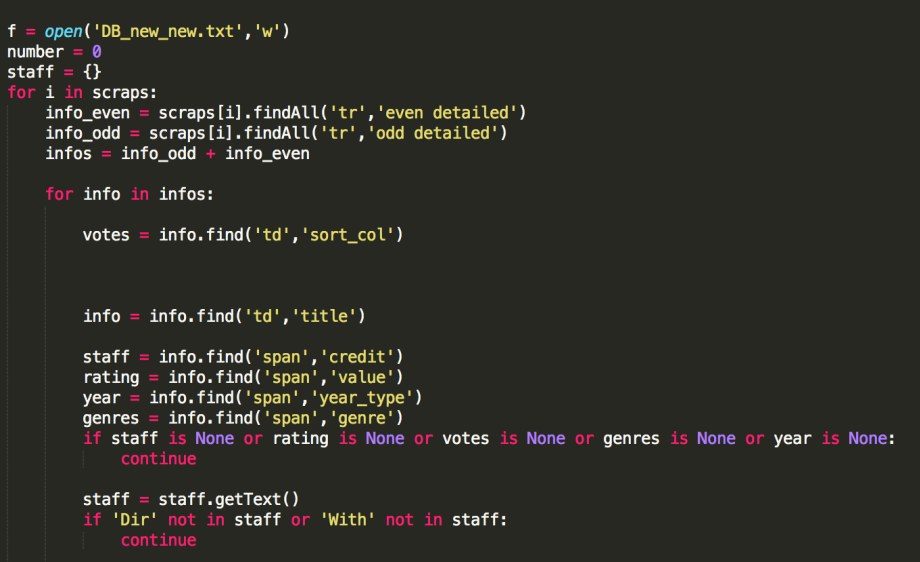 f = open('DB_new_new.txt','w')
number = 0
staff = {}
for i in scraps:
    info_even = scraps[i].findAll('tr','even detailed')
    info_odd = scraps[i].findAll('tr','odd detailed')
    infos = info_odd + info_even

    for info in infos:

        votes = info.find('td','sort_col')



        info = info.find('td','title')

        staff = info.find('span','credit')
        rating = info.find('span','value')
        year = info.find('span','year_type')
        genres = info.find('span','genre')
        if staff is None or rating is None or votes is None or genres is None or year is None:
            continue

        staff = staff.getText()
        if 'Dir' not in staff or 'With' not in staff:
            continue